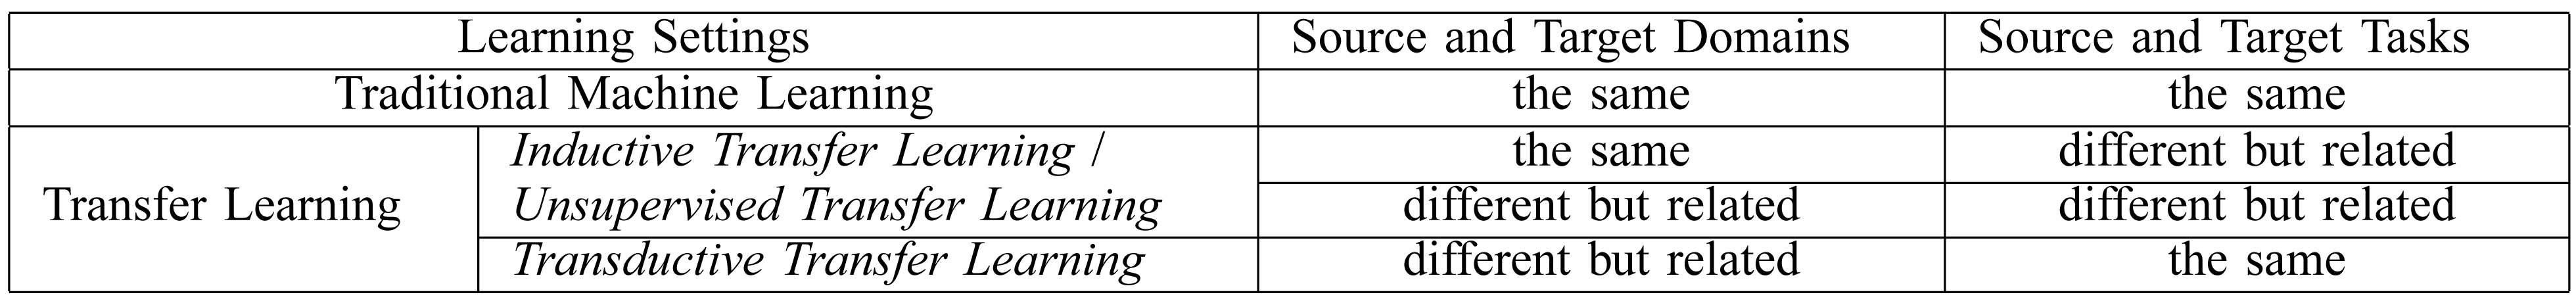 Learning Settings Source and Target Domains Source and Target Tasks
Traditional Machine Learning the same the same
Inductive Transfer Learning / the same different but related
Transfer Learning Unsupervised Transfer Learning different but related different but related
Transductive Transfer Learning different but related the same